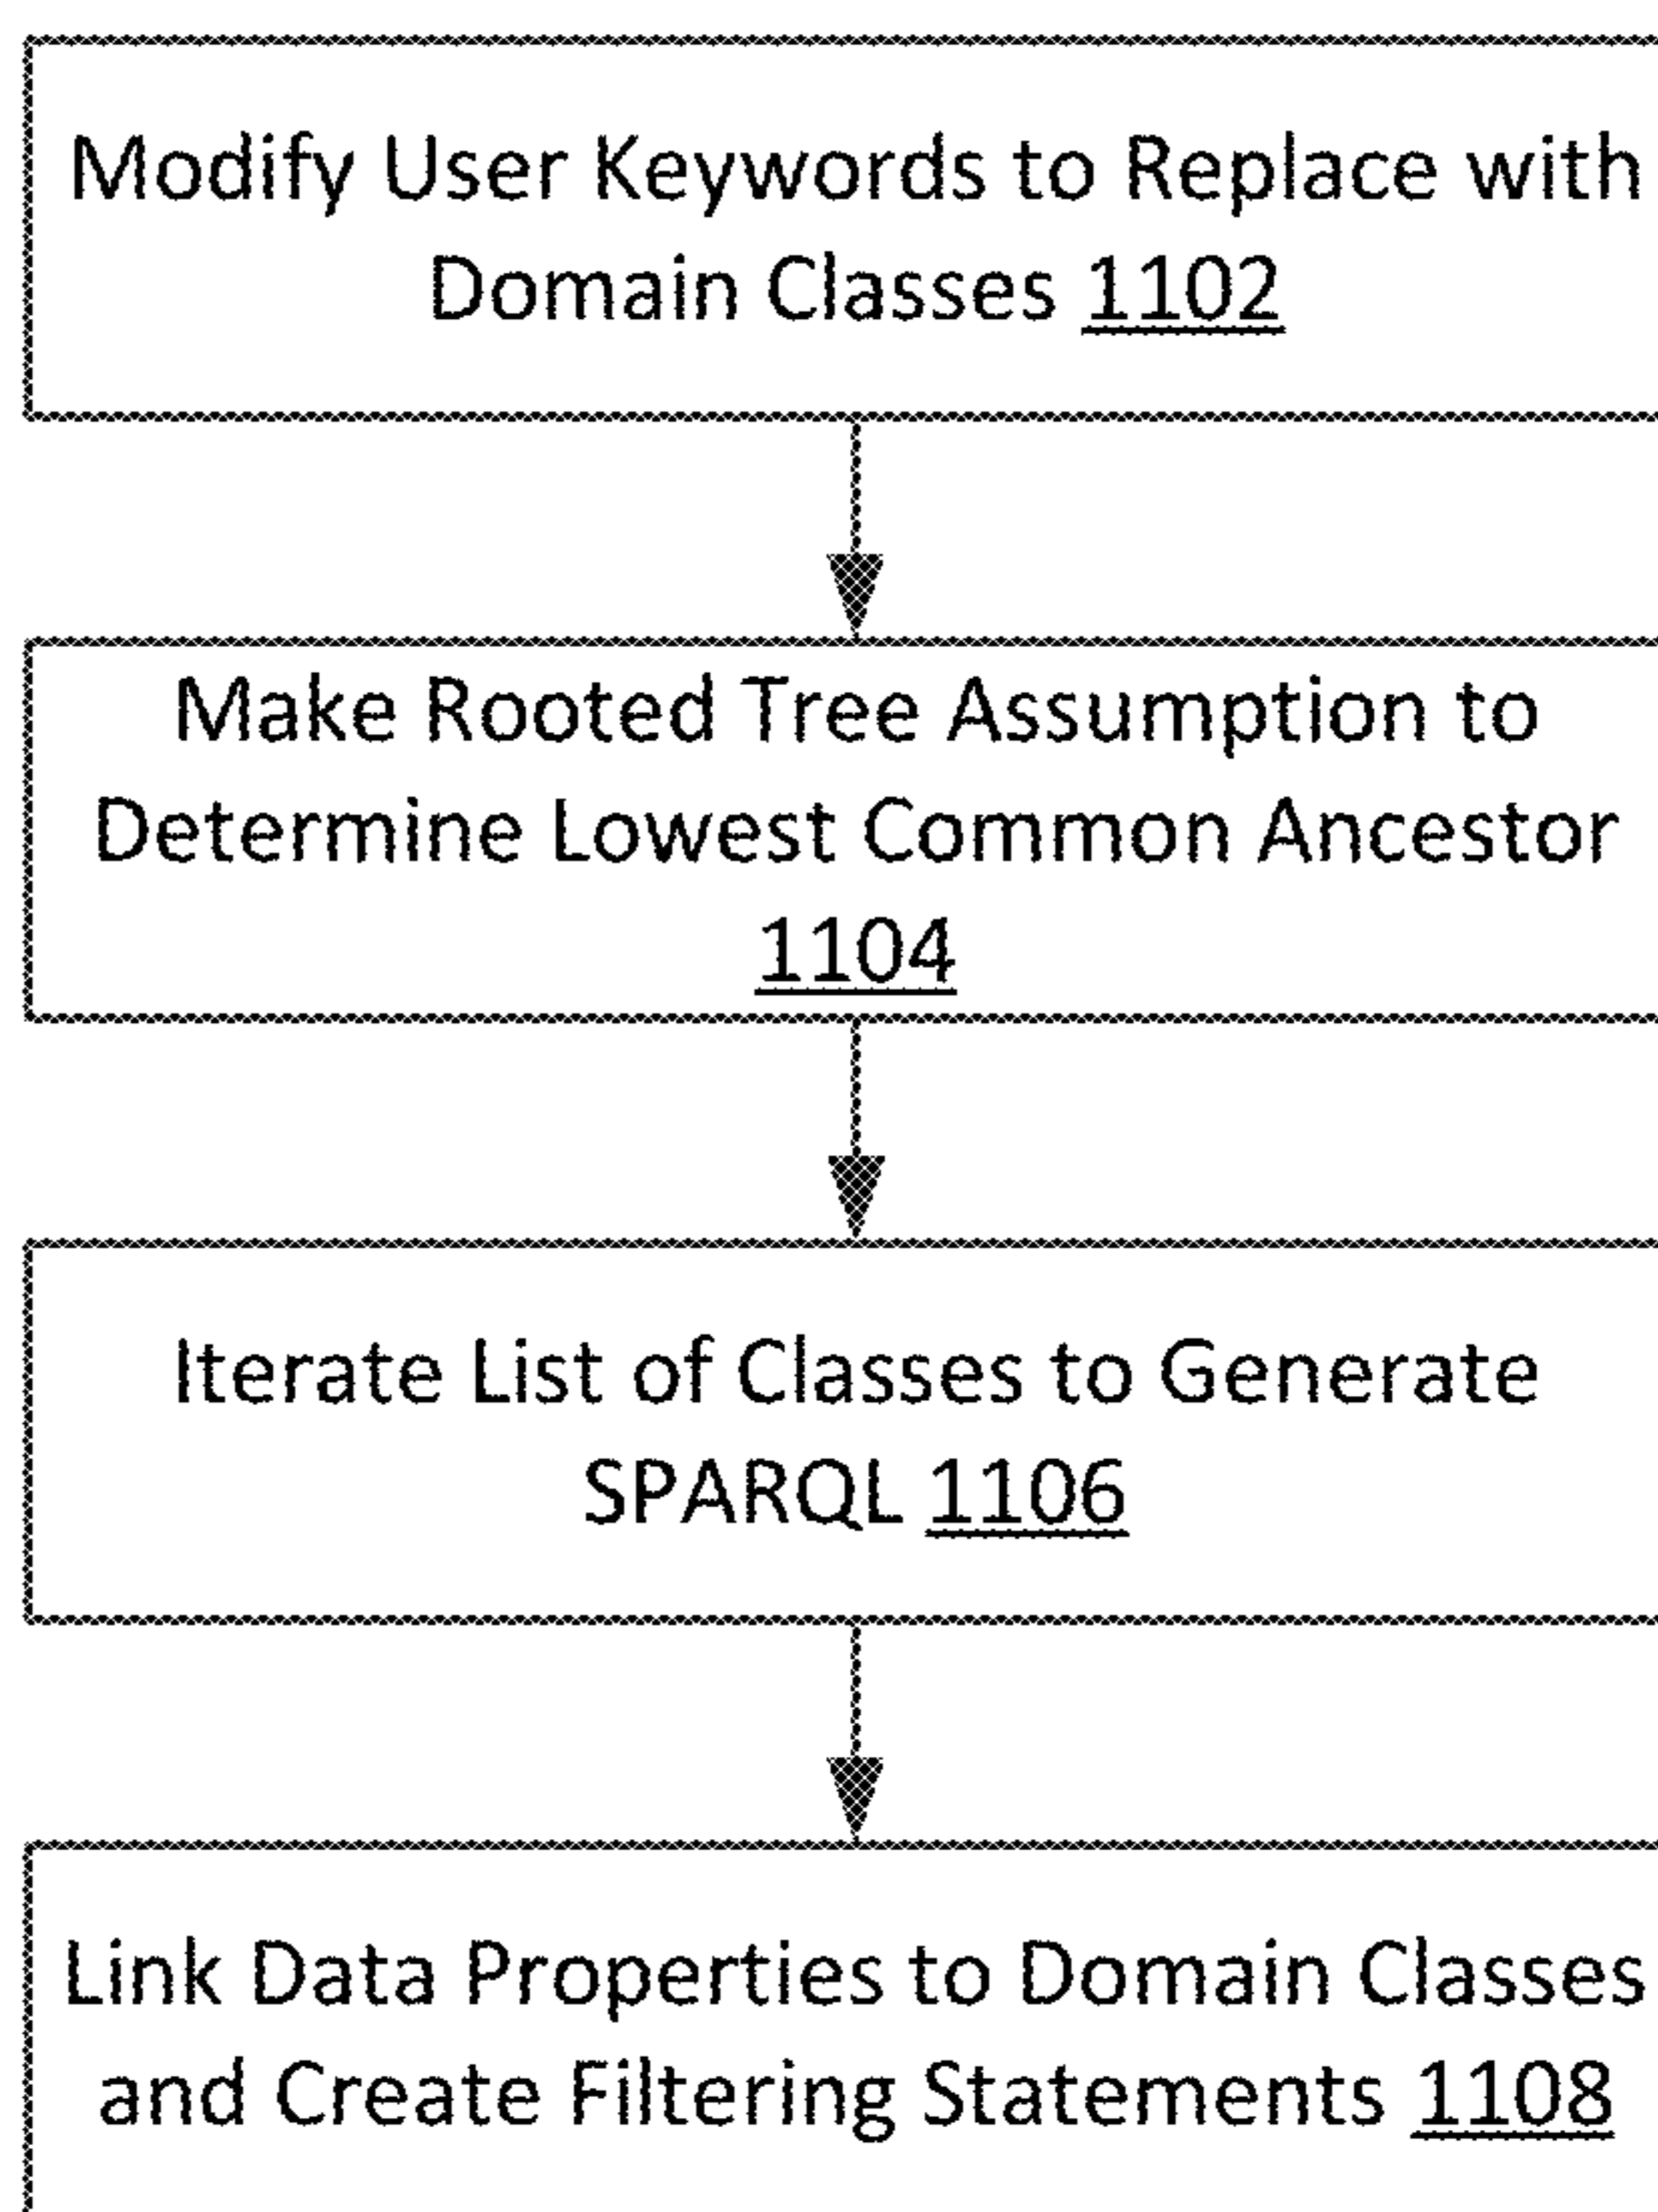 Modify User Keywords to Replace with
Domain Classes 1102
Make Rooted Tree Assumption to
Determine Lowest Common Ancestor
1104
Iterate List of Classes to Generate
SPARQL 1106
Link Data Properties to Domain Classes
and Create Filtering Statements 1108